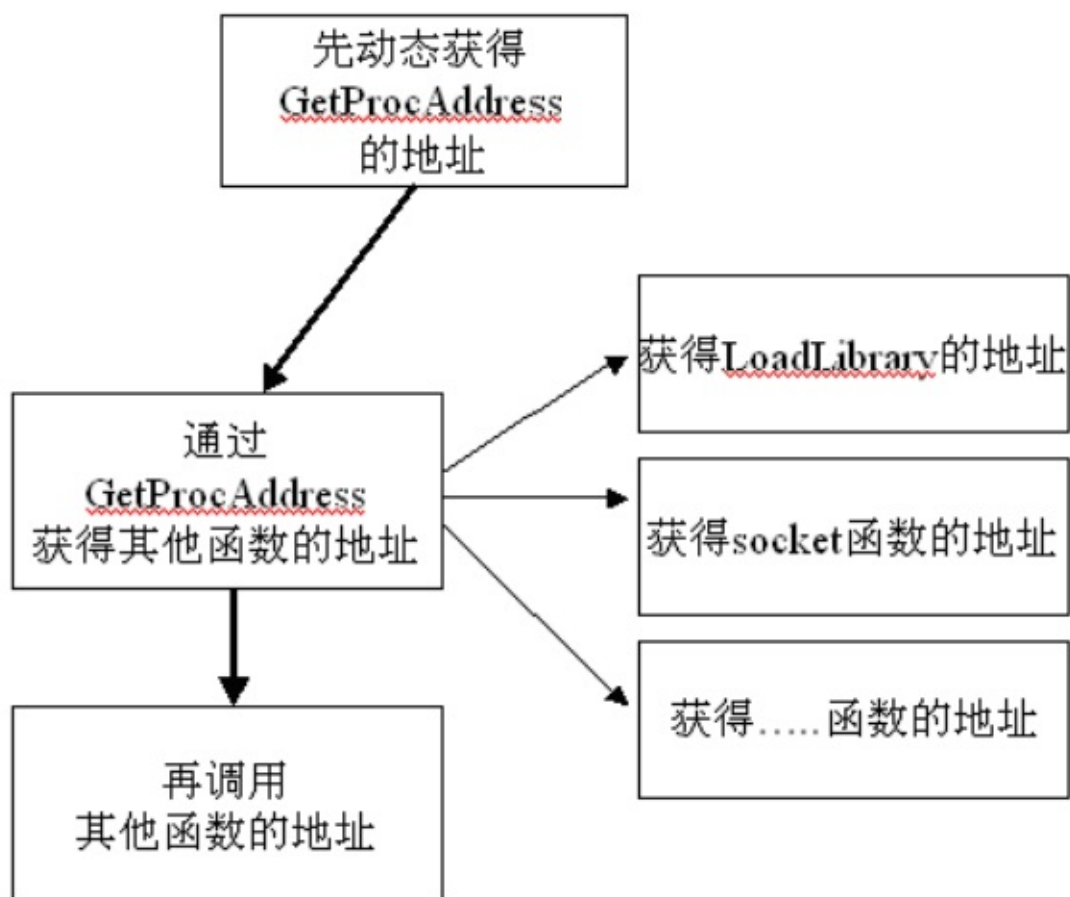 先动态获得
GetProcAddress
的地址
通过
GetProcAddress
获得其他函数的地址
获得LoadLibrary的地址
获得socket函数的地址
获得.....函数的地址
再调用
其他函数的地址